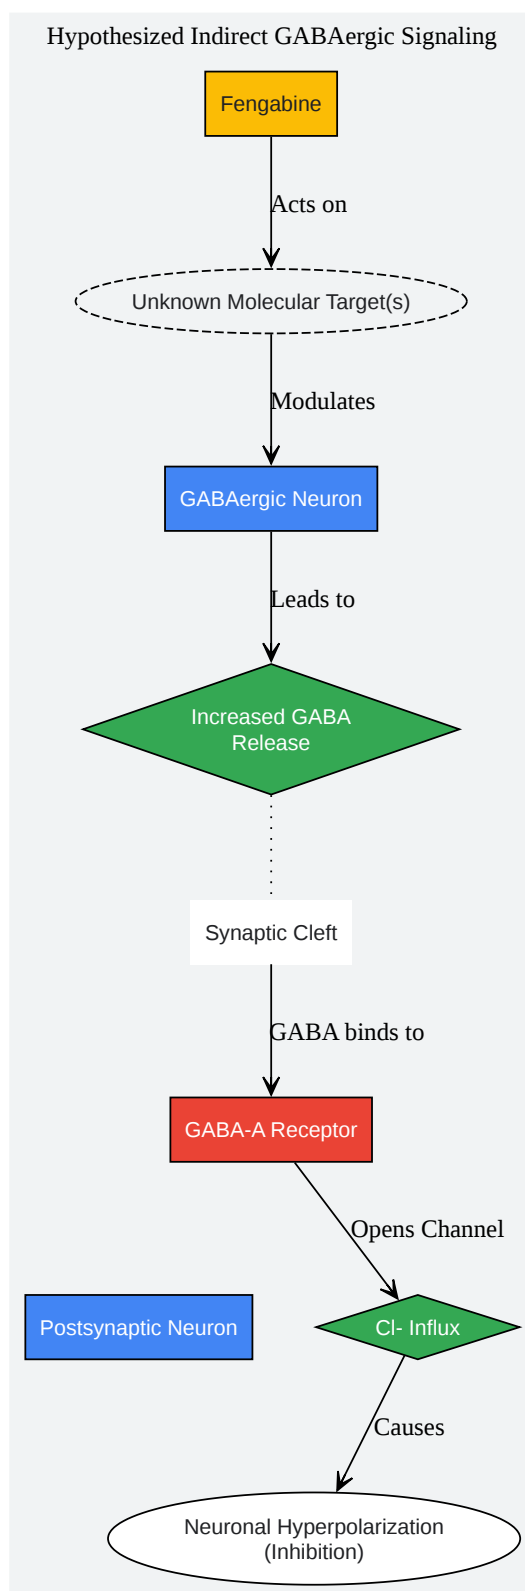 Hypothesized Indirect GABAergic Signaling
Fengabine
Acts on
Unknown Molecular Target(s)
Modulates
GABAergic Neuron
Leads to
Increased GABA
Release
Synaptic Cleft
GABA binds to
GABA-A Receptor
Opens Channel
Postsynaptic Neuron
Cl- Influx
Causes
Neuronal Hyperpolarization
(Inhibition)